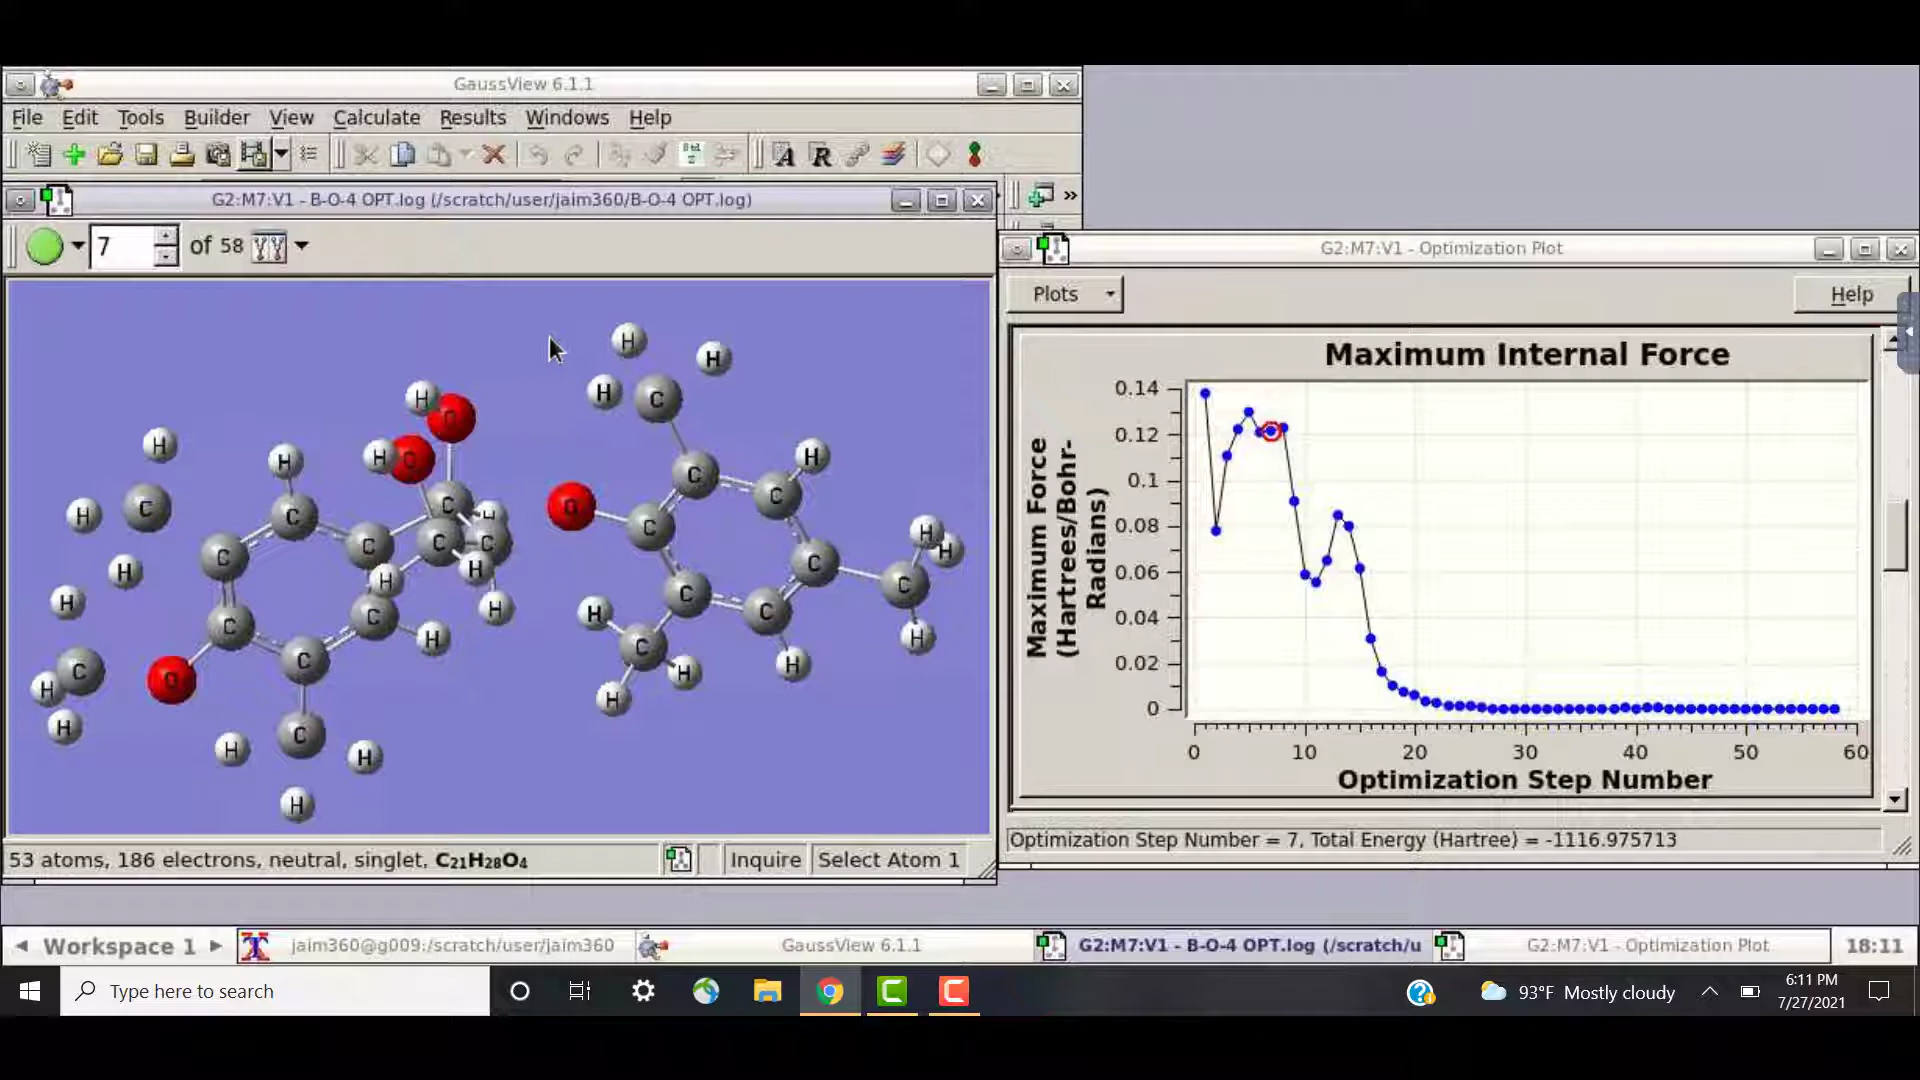 GaussView 6.1.1
File Edit Tools Builder View Calculate Results Windows Help
G2:M7:V1 - B-O-4 OPT.log (/scratch/user/jaim360/B-O-4 OPT.log)
7 of 58
H H H C
H O H O H H C H C C
H C H C C O C H H
C C C C C H C
H H H C C C H H
C O C H C H H H
C H H H H
H H C H
H
53 atoms, 186 electrons, neutral, singlet, C₂₁H₂₈O₄
Inquire
Select Atom 1
G2:M7:V1 - Optimization Plot
Plots
Help
Maximum Internal Force
Maximum Force
(Hartrees/Bohr-
Radians)
0.14
0.12
0.1
0.08
0.06
0.04
0.02
0
0 10 20 30 40 50 60
Optimization Step Number
Optimization Step Number = 7, Total Energy (Hartree) = -1116.975713
Workspace 1
jaim360@g009:/scratch/user/jaim360
GaussView 6.1.1
G2:M7:V1 - B-O-4 OPT.log (/scratch/u
G2:M7:V1 - Optimization Plot
18:11
Type here to search
93°F Mostly cloudy
6:11 PM
7/27/2021